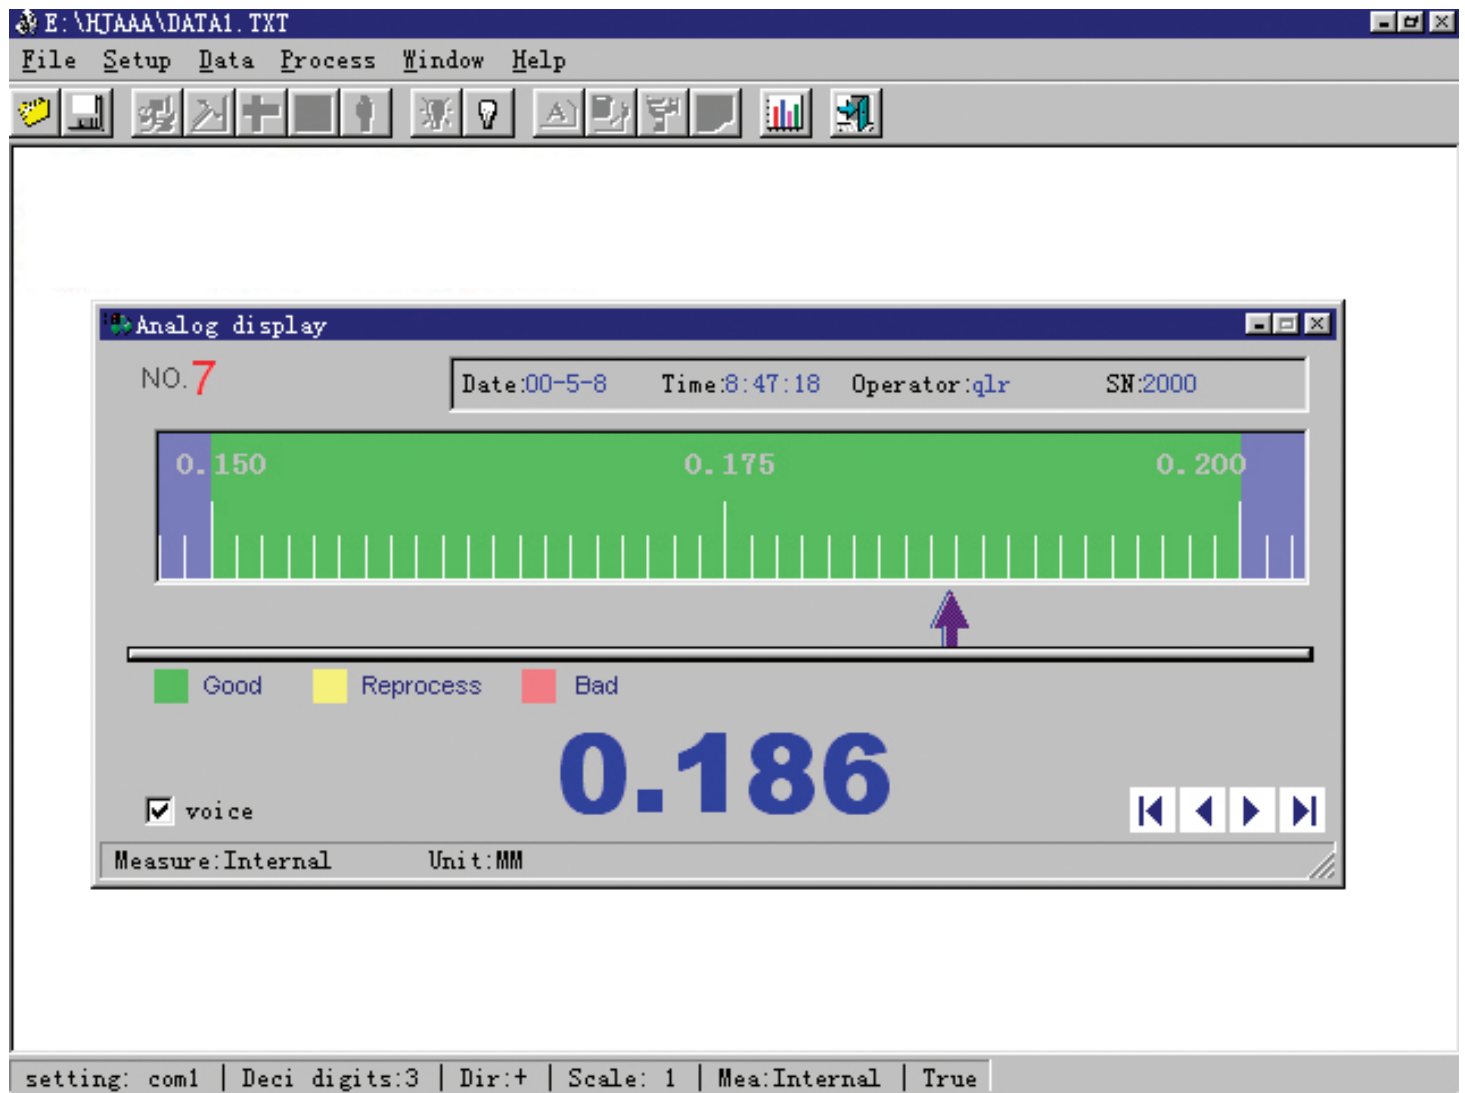 E:\HJAAA\DATA1.TXT
File Setup Data Process Window Help
A
Analog display
NO.7 Date:00-5-8 Time:8:47:18 Operator:qlr SN:2000
0.150 0.175 0.200
Good Reprocess Bad
0.186
voice
Measure:Internal Unit:MM
setting: com1 | Deci digits:3 | Dir:+ | Scale: 1 | Mea:Internal | True